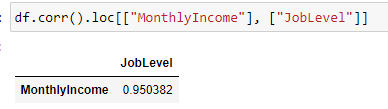 : df.corr().loc[["MonthlyIncome"], ["JobLevel"]]
:
JobLevel
MonthlyIncome 0.950382